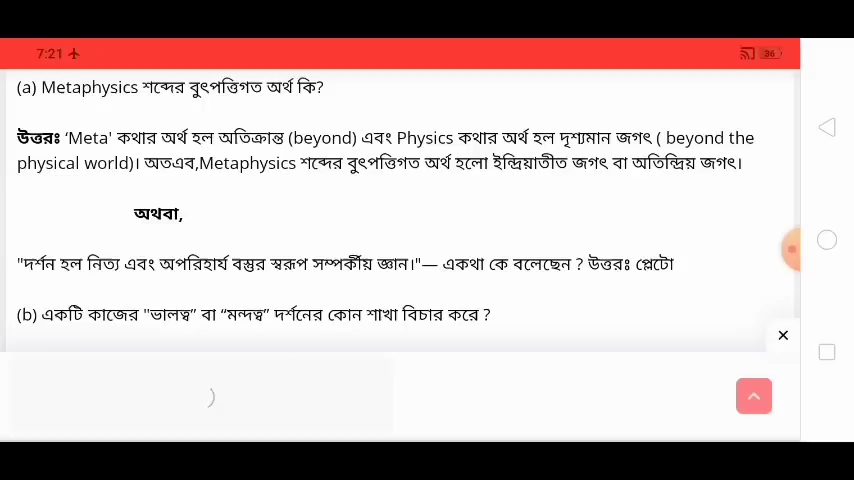 7:21
36
(a) Metaphysics শব্দের বুৎপত্তিগত অর্থ কি?
উত্তরঃ ‘Meta' কথার অর্থ হল অতিক্রান্ত (beyond) এবং Physics কথার অর্থ হল দৃশ্যমান জগৎ ( beyond the
physical world)। অতএব,Metaphysics শব্দের বুৎপত্তিগত অর্থ হলো ইন্দ্রিয়াতীত জগৎ বা অতিন্দ্রিয় জগৎ।
অথবা,
"দর্শন হল নিত্য এবং অপরিহার্য বস্তুর স্বরূপ সম্পর্কীয় জ্ঞান।"— একথা কে বলেছেন ? উত্তরঃ প্লেটো
(b) একটি কাজের "ভালত্ব” বা “মন্দত্ব” দর্শনের কোন শাখা বিচার করে ?